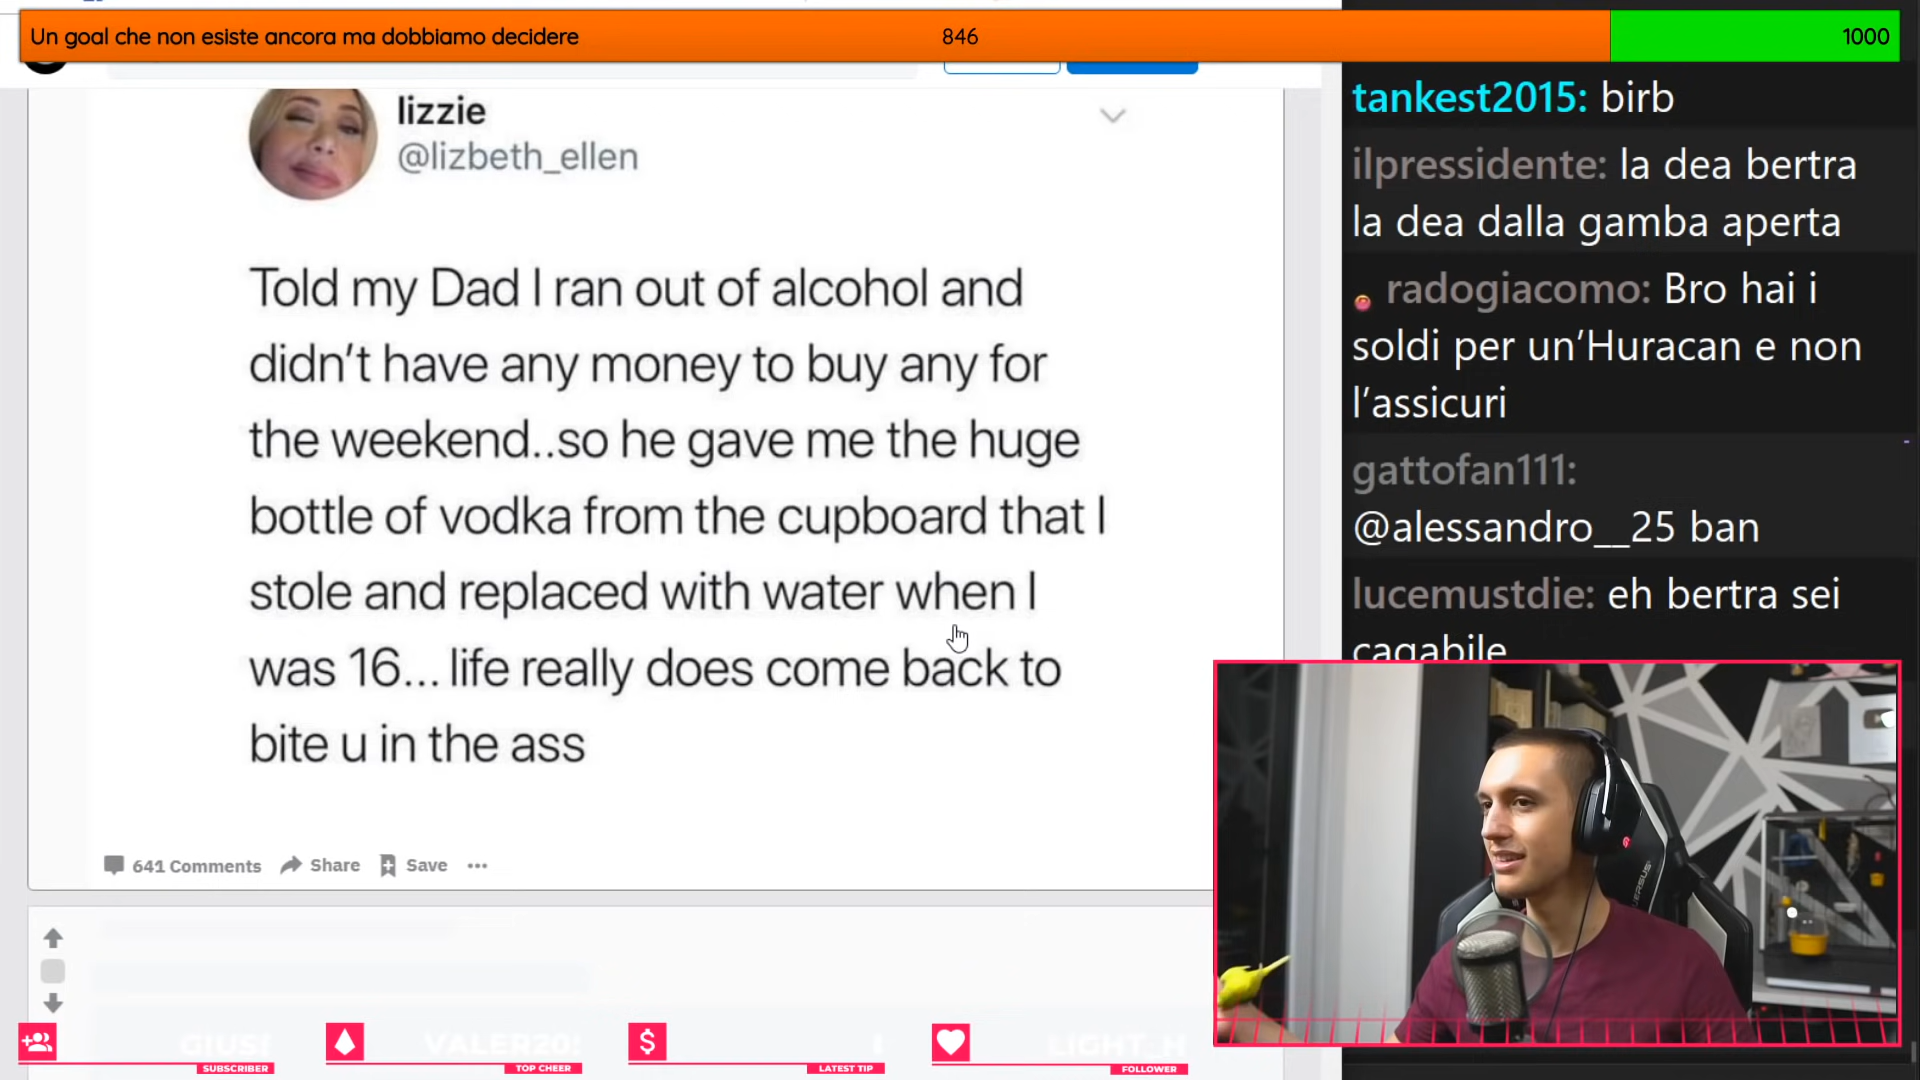 Un goal che non esiste ancora ma dobbiamo decidere
846
1000
lizzie
@lizbeth_ellen
Told my Dad I ran out of alcohol and
didn't have any money to buy any for
the weekend..so he gave me the huge
bottle of vodka from the cupboard that I
stole and replaced with water when I
was 16... life really does come back to
bite u in the ass
641 Comments
Share
Save
tankest2015: birb
ilpressidente: la dea bertra
la dea dalla gamba aperta
radogiacomo: Bro hai i
soldi per un'Huracan e non
l'assicuri
gattofan111:
@alessandro__25 ban
lucemustdie: eh bertra sei
cagabile
SUBSCRIBER
VALER20
TOP CHEER
LATEST TIP
LIGHT_H
FOLLOWER